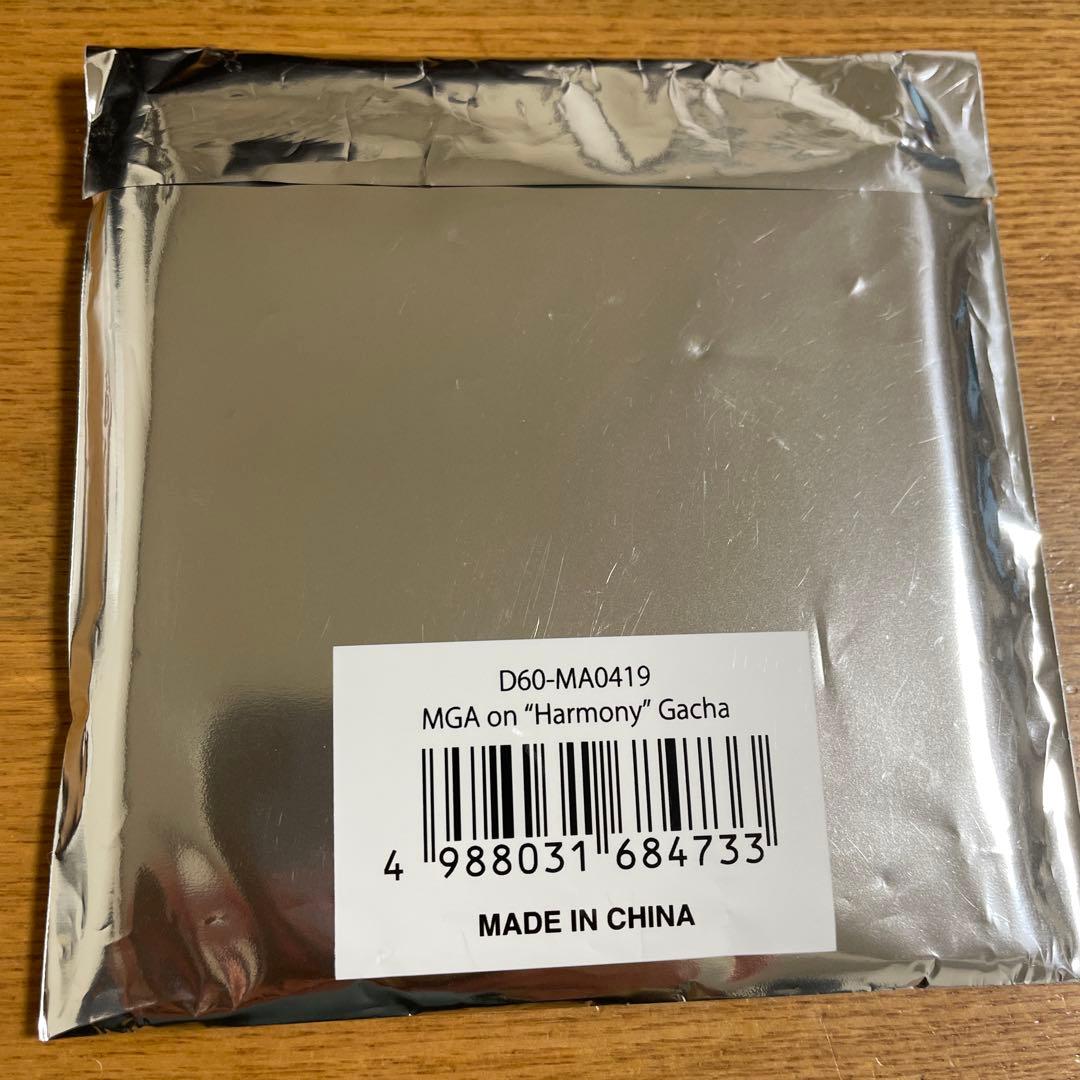 D60-MA0419
MGA on “Harmony” Gacha
4 988031 684733
MADE IN CHINA